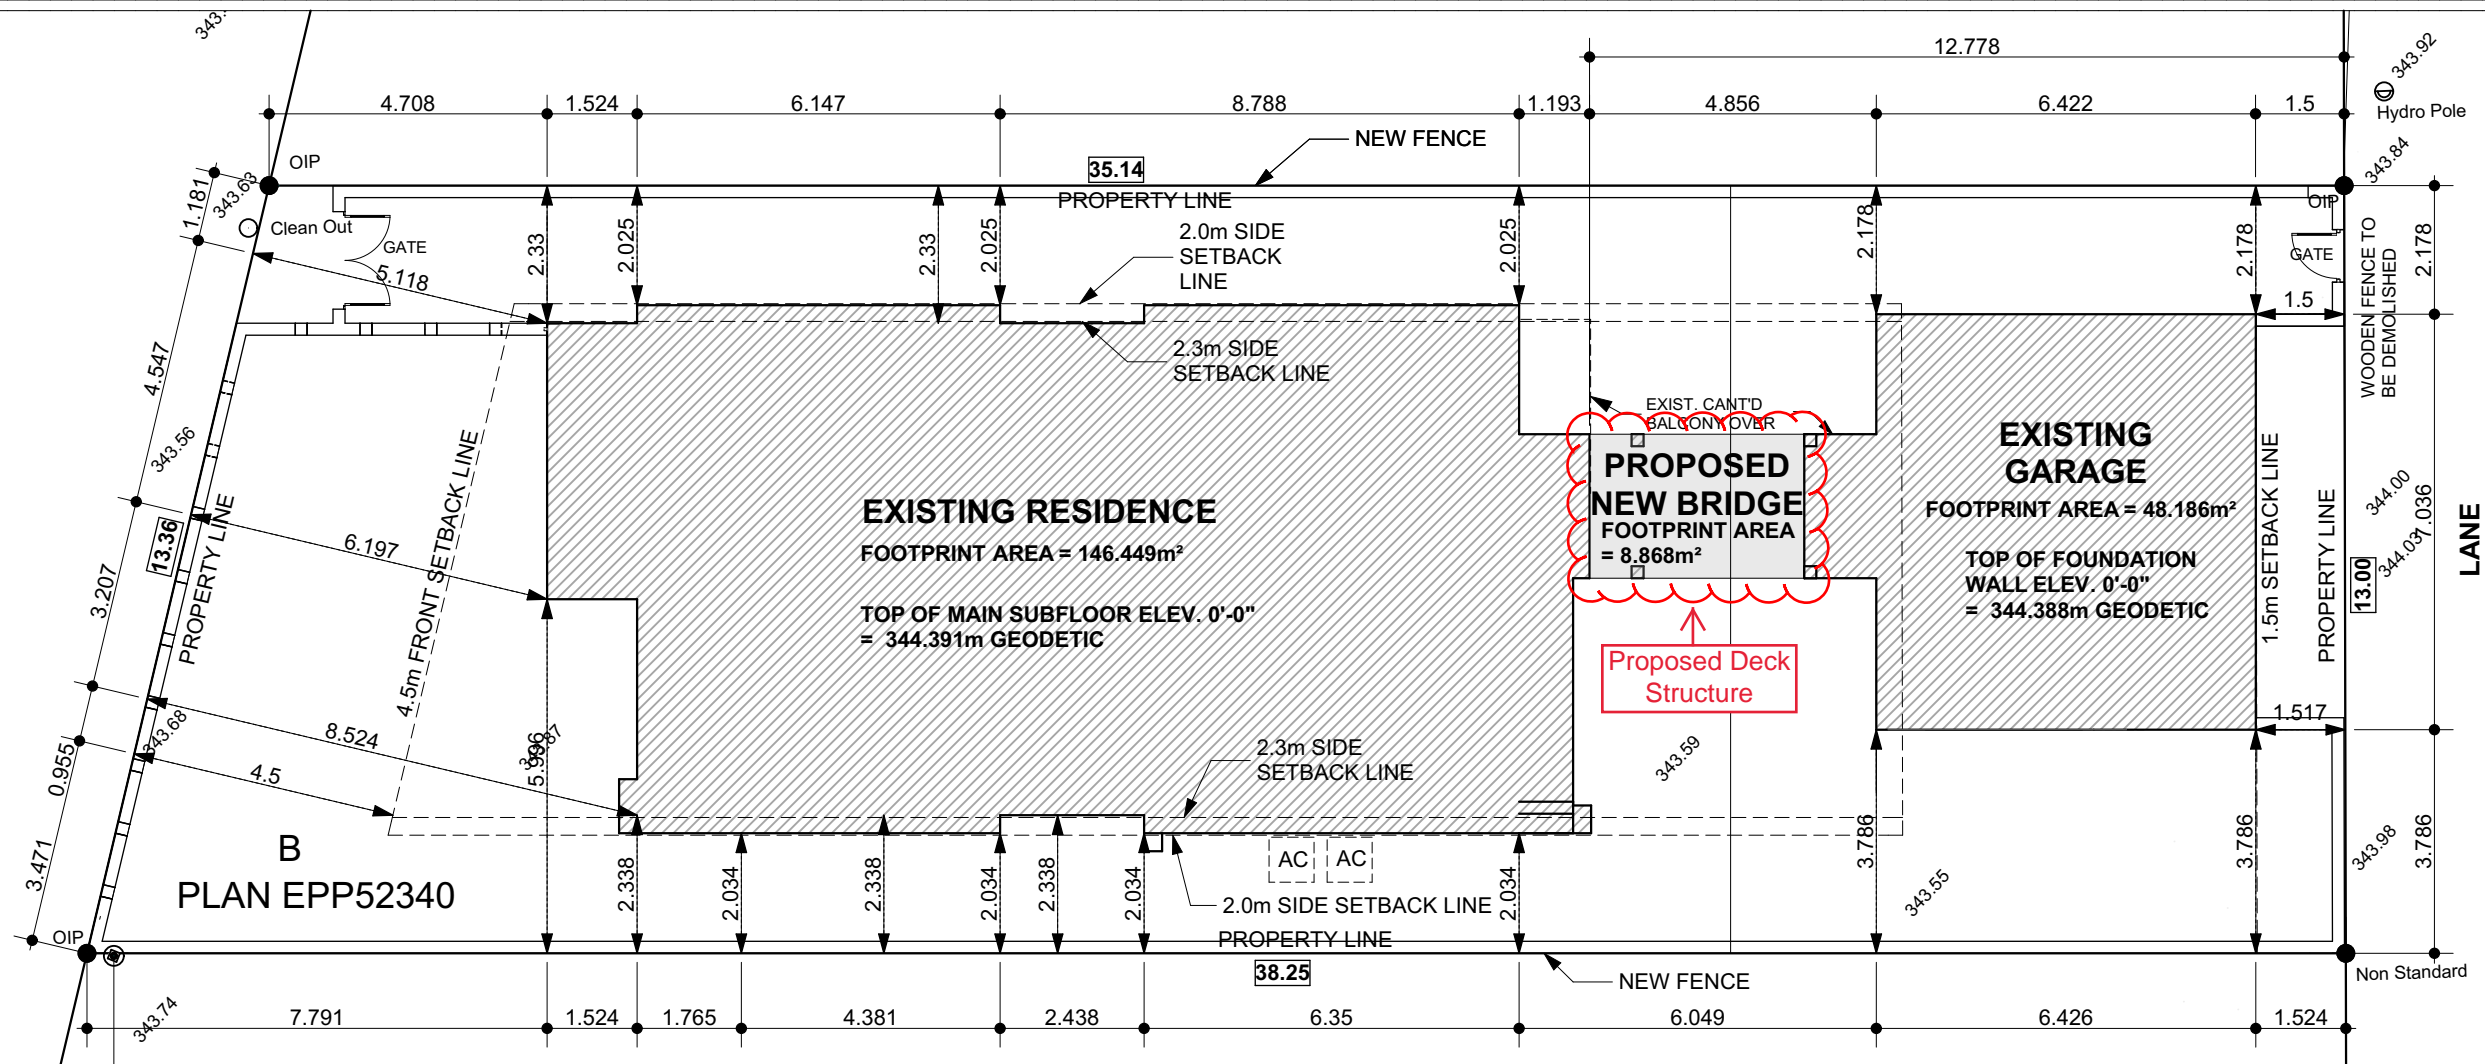 343.
12.778
343.92
4.708
1.524
6.147
8.788
1.193
4.856
6.422
1.5
Hydro Pole
NEW FENCE
OIP
35.14
343.84
1.181
343.63
PROPERTY LINE
OIP
Clean Out
GATE
2.33
2.025
2.33
2.025
2.0m SIDE
SETBACK
LINE
2.025
2.178
2.178
GATE
WOODEN FENCE TO
BE DEMOLISHED
2.178
5.118
1.5
4.547
2.3m SIDE
SETBACK LINE
EXIST. CANT'D
BALCONY OVER
343.56
4.5m FRONT SETBACK LINE
PROPOSED
NEW BRIDGE
FOOTPRINT AREA
= 8.868m²
EXISTING
GARAGE
FOOTPRINT AREA = 48.186m²
TOP OF FOUNDATION
WALL ELEV. 0'-0"
= 344.388m GEODETIC
1.5m SETBACK LINE
PROPERTY LINE
344.00
7.036
344.03
LANE
13.00
EXISTING RESIDENCE
FOOTPRINT AREA = 146.449m²
TOP OF MAIN SUBFLOOR ELEV. 0'-0"
= 344.391m GEODETIC
13.36
PROPERTY LINE
6.197
3.207
Proposed Deck
Structure
8.524
343.68
5.996
0.955
4.5
2.3m SIDE
SETBACK LINE
343.59
1.517
3.471
B
PLAN EPP52340
2.338
2.034
2.338
2.034
2.338
2.034
AC
AC
2.034
3.786
343.55
3.786
343.98
3.786
2.0m SIDE SETBACK LINE
OIP
PROPERTY LINE
38.25
NEW FENCE
Non Standard
343.74
7.791
1.524
1.765
4.381
2.438
6.35
6.049
6.426
1.524